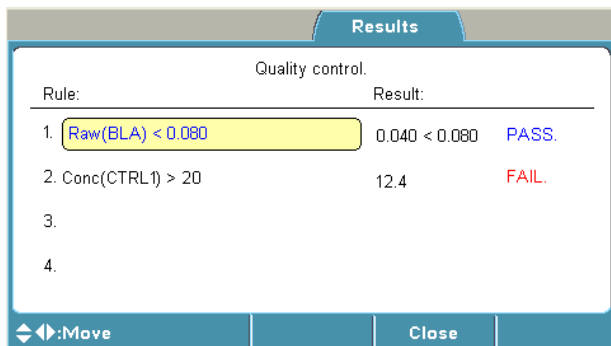 Results
Quality control.
Rule: Result:
1. Raw(BLA) < 0.080 0.040 < 0.080 PASS.
2. Conc(CTRL1) > 20 12.4 FAIL.
3.
4.
:Move Close